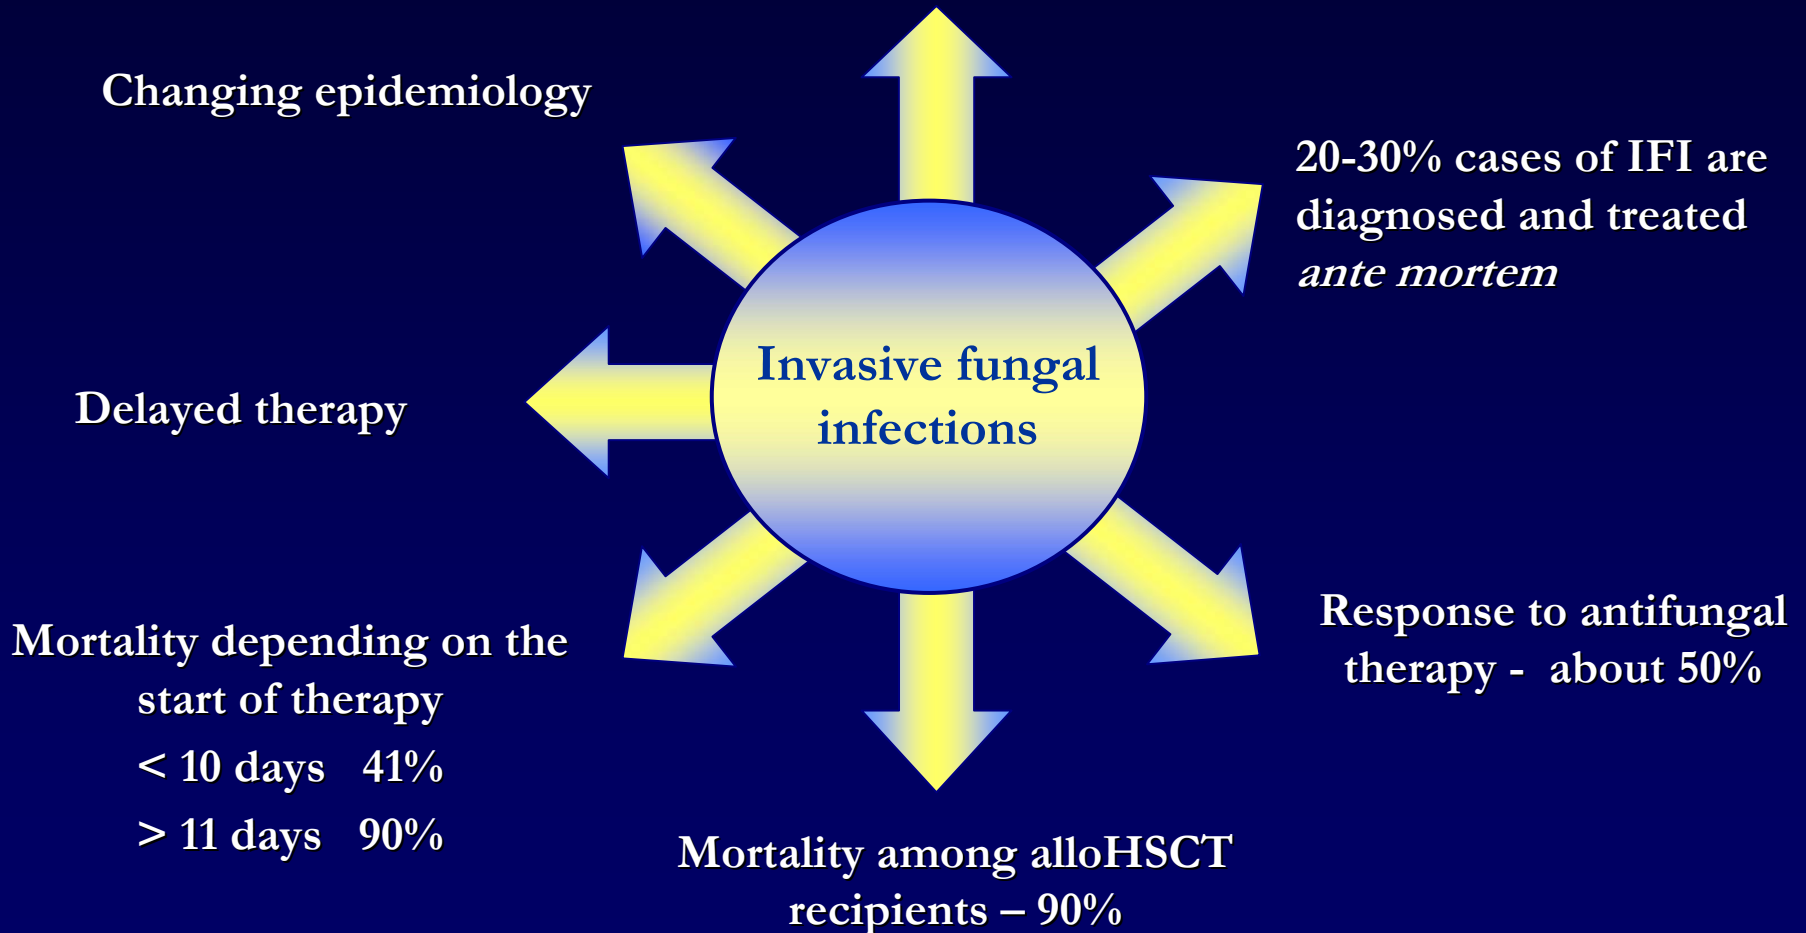 Changing epidemiology
20-30% cases of IFI are
diagnosed and treated
ante mortem
Invasive fungal
infections
Delayed therapy
Response to antifungal
therapy - about 50%
Mortality depending on the
start of therapy
< 10 days 41%
> 11 days 90%
Mortality among alloHSCT
recipients – 90%